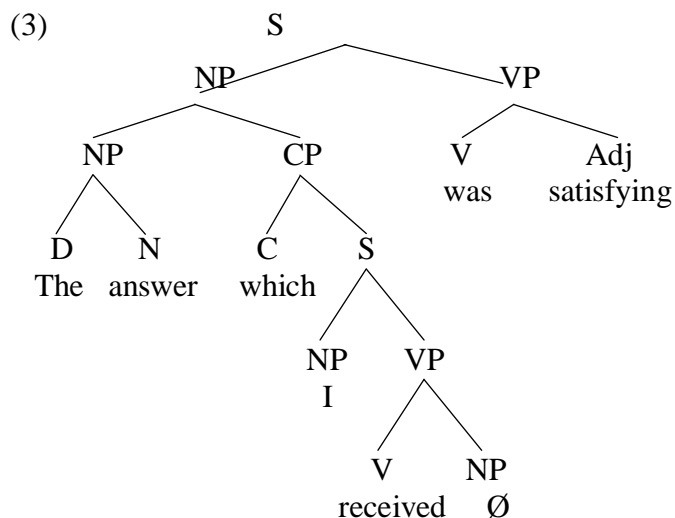 (3) S
NP VP
NP CP V Adj
was satisfying
D N C S
The answer which
NP VP
I
V NP
received Ø